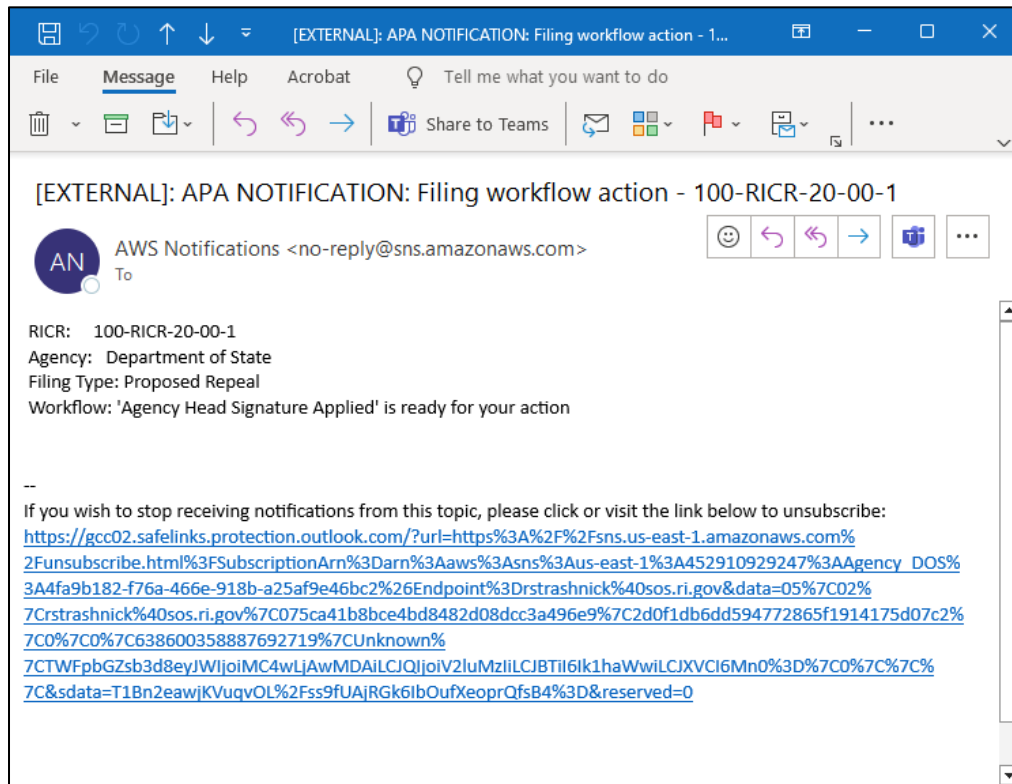 [EXTERNAL]: APA NOTIFICATION: Filing workflow action - 1...
File Message Help Acrobat Tell me what you want to do
Share to Teams
[EXTERNAL]: APA NOTIFICATION: Filing workflow action - 100-RICR-20-00-1
AN
AWS Notifications <no-reply@sns.amazonaws.com>
To
RICR: 100-RICR-20-00-1
Agency: Department of State
Filing Type: Proposed Repeal
Workflow: 'Agency Head Signature Applied' is ready for your action
--
If you wish to stop receiving notifications from this topic, please click or visit the link below to unsubscribe:
https://gcc02.safelinks.protection.outlook.com/?url=https%3A%2F%2Fsns.us-east-1.amazonaws.com%
2Funsubscribe.html%3FSubscriptionArn%3Darn%3Aaws%3Asns%3Aus-east-1%3A452910929247%3AAgency_DOS%
3A4fa9b182-f76a-466e-918b-a25af9e46bc2%26Endpoint%3Drstrashnick%40sos.ri.gov&data=05%7C02%
7Crstrashnick%40sos.ri.gov%7C075ca41b8bce4bd8482d08dcc3a496e9%7C2d0f1db6dd594772865f1914175d07c2%
7C0%7C0%7C638600358887692719%7CUnknown%
7CTWFpbGZsb3d8eyJWIjoiMC4wLjAwMDAiLCJQIjoiV2luMzIiLCJBTiI6Ik1haWwiLCJXVCI6Mn0%3D%7C0%7C%7C%
7C&sdata=T1Bn2eawjKVuqvOL%2Fss9fUAjRGk6IbOufXeoprQfsB4%3D&reserved=0